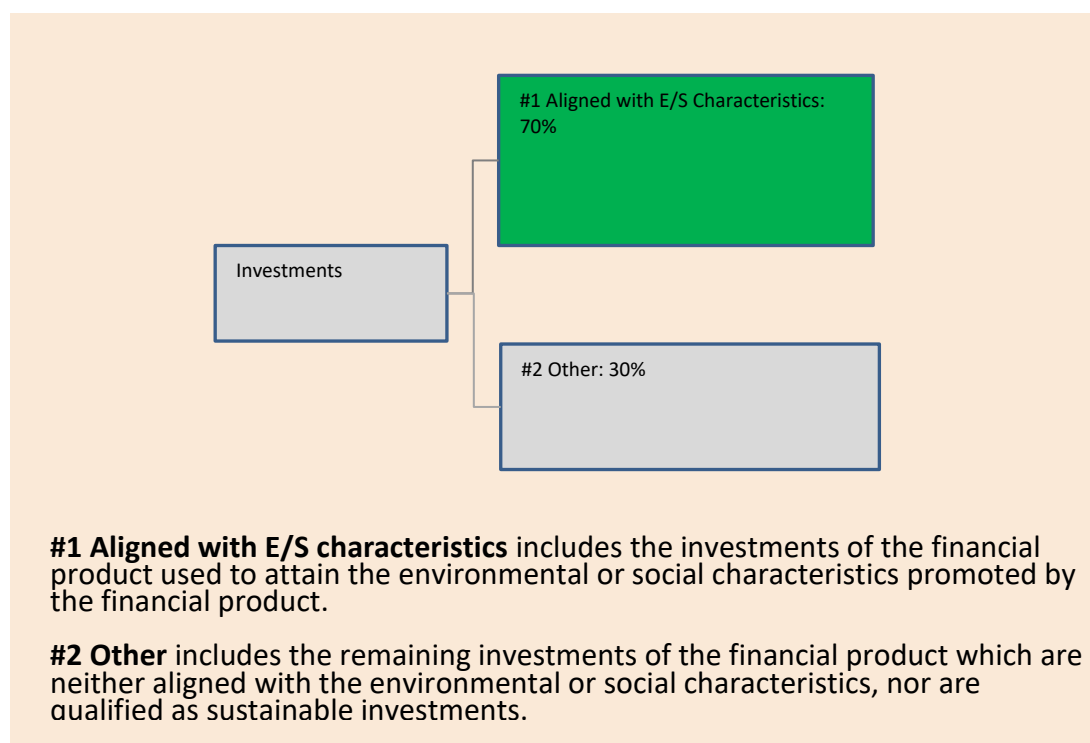 #1 Aligned with E/S Characteristics:
70%
Investments
#2 Other: 30%
#1 Aligned with E/S characteristics includes the investments of the financial
product used to attain the environmental or social characteristics promoted by
the financial product.
#2 Other includes the remaining investments of the financial product which are
neither aligned with the environmental or social characteristics, nor are
qualified as sustainable investments.